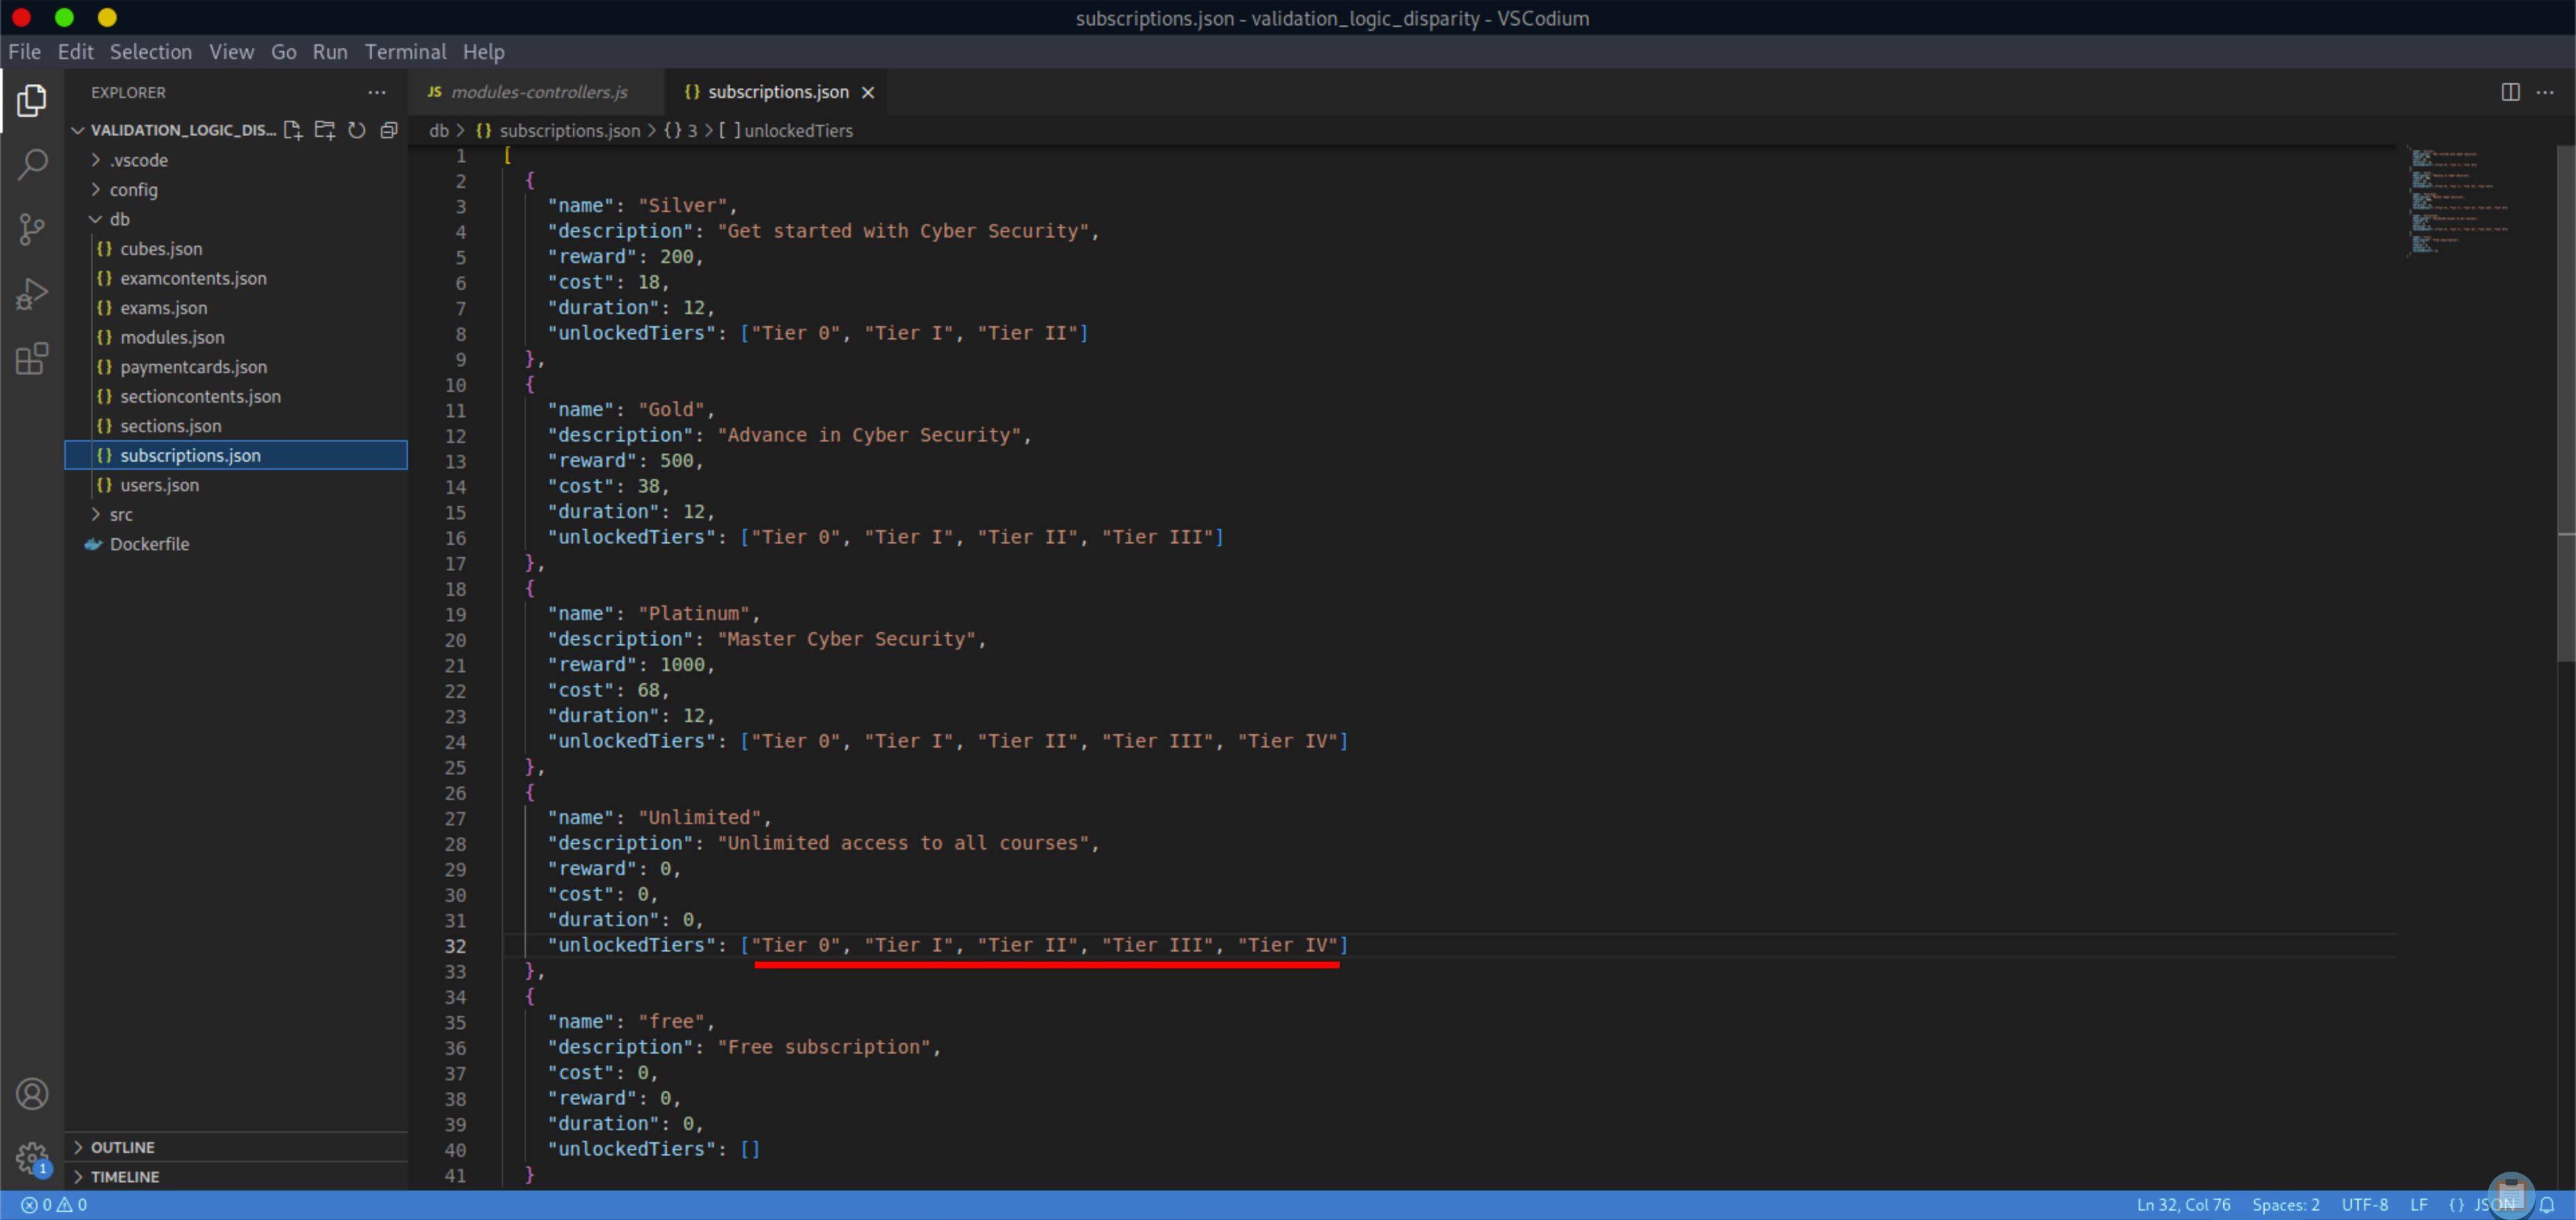 subscriptions.json - validation_logic_disparity - VSCodium
File Edit Selection View Go Run Terminal Help
EXPLORER ···
JS modules-controllers.js
{} subscriptions.json ×
VALIDATION_LOGIC_DIS...
db > {} subscriptions.json > {} 3 > [ ] unlockedTiers
.vscode
config
db
{} cubes.json
{} examcontents.json
{} exams.json
{} modules.json
{} paymentcards.json
{} sectioncontents.json
{} sections.json
{} subscriptions.json
{} users.json
src
Dockerfile
OUTLINE
TIMELINE
1 [
2 {
3 "name": "Silver",
4 "description": "Get started with Cyber Security",
5 "reward": 200,
6 "cost": 18,
7 "duration": 12,
8 "unlockedTiers": ["Tier 0", "Tier I", "Tier II"]
9 },
10 {
11 "name": "Gold",
12 "description": "Advance in Cyber Security",
13 "reward": 500,
14 "cost": 38,
15 "duration": 12,
16 "unlockedTiers": ["Tier 0", "Tier I", "Tier II", "Tier III"]
17 },
18 {
19 "name": "Platinum",
20 "description": "Master Cyber Security",
21 "reward": 1000,
22 "cost": 68,
23 "duration": 12,
24 "unlockedTiers": ["Tier 0", "Tier I", "Tier II", "Tier III", "Tier IV"]
25 },
26 {
27 "name": "Unlimited",
28 "description": "Unlimited access to all courses",
29 "reward": 0,
30 "cost": 0,
31 "duration": 0,
32 "unlockedTiers": ["Tier 0", "Tier I", "Tier II", "Tier III", "Tier IV"]
33 },
34 {
35 "name": "free",
36 "description": "Free subscription",
37 "cost": 0,
38 "reward": 0,
39 "duration": 0,
40 "unlockedTiers": []
41 }
1
0 0
Ln 32, Col 76 Spaces: 2 UTF-8 LF {} JSON